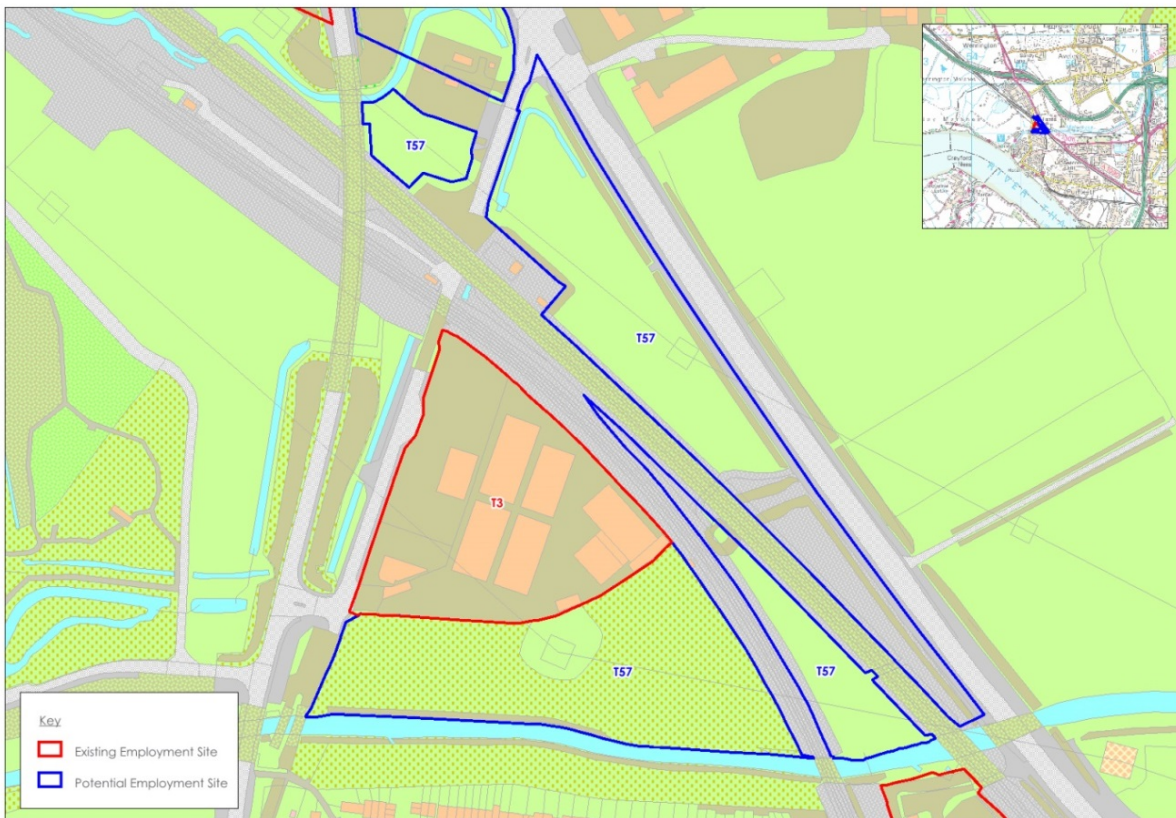 T57
T57
T3
T57
T57
Key
Existing Employment Site
Potential Employment Site